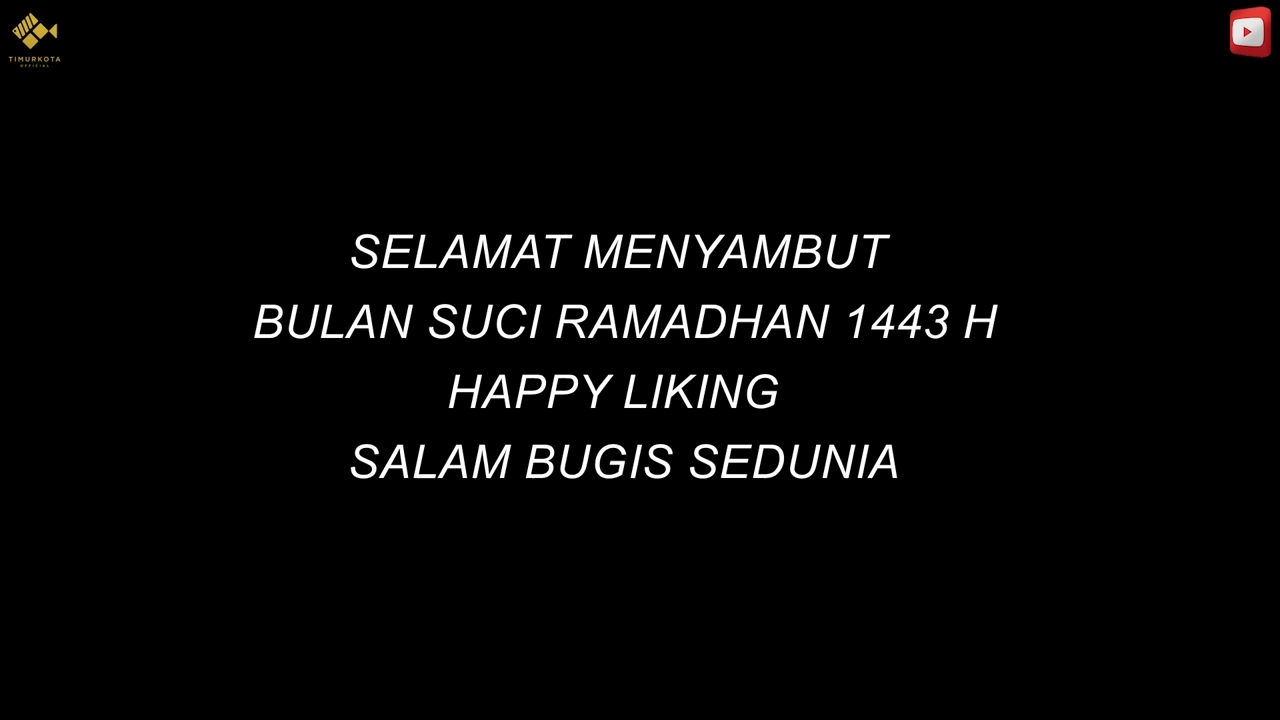 TIMURKOTA
OFFICIAL
SELAMAT MENYAMBUT
BULAN SUCI RAMADHAN 1443 H
HAPPY LIKING
SALAM BUGIS SEDUNIA